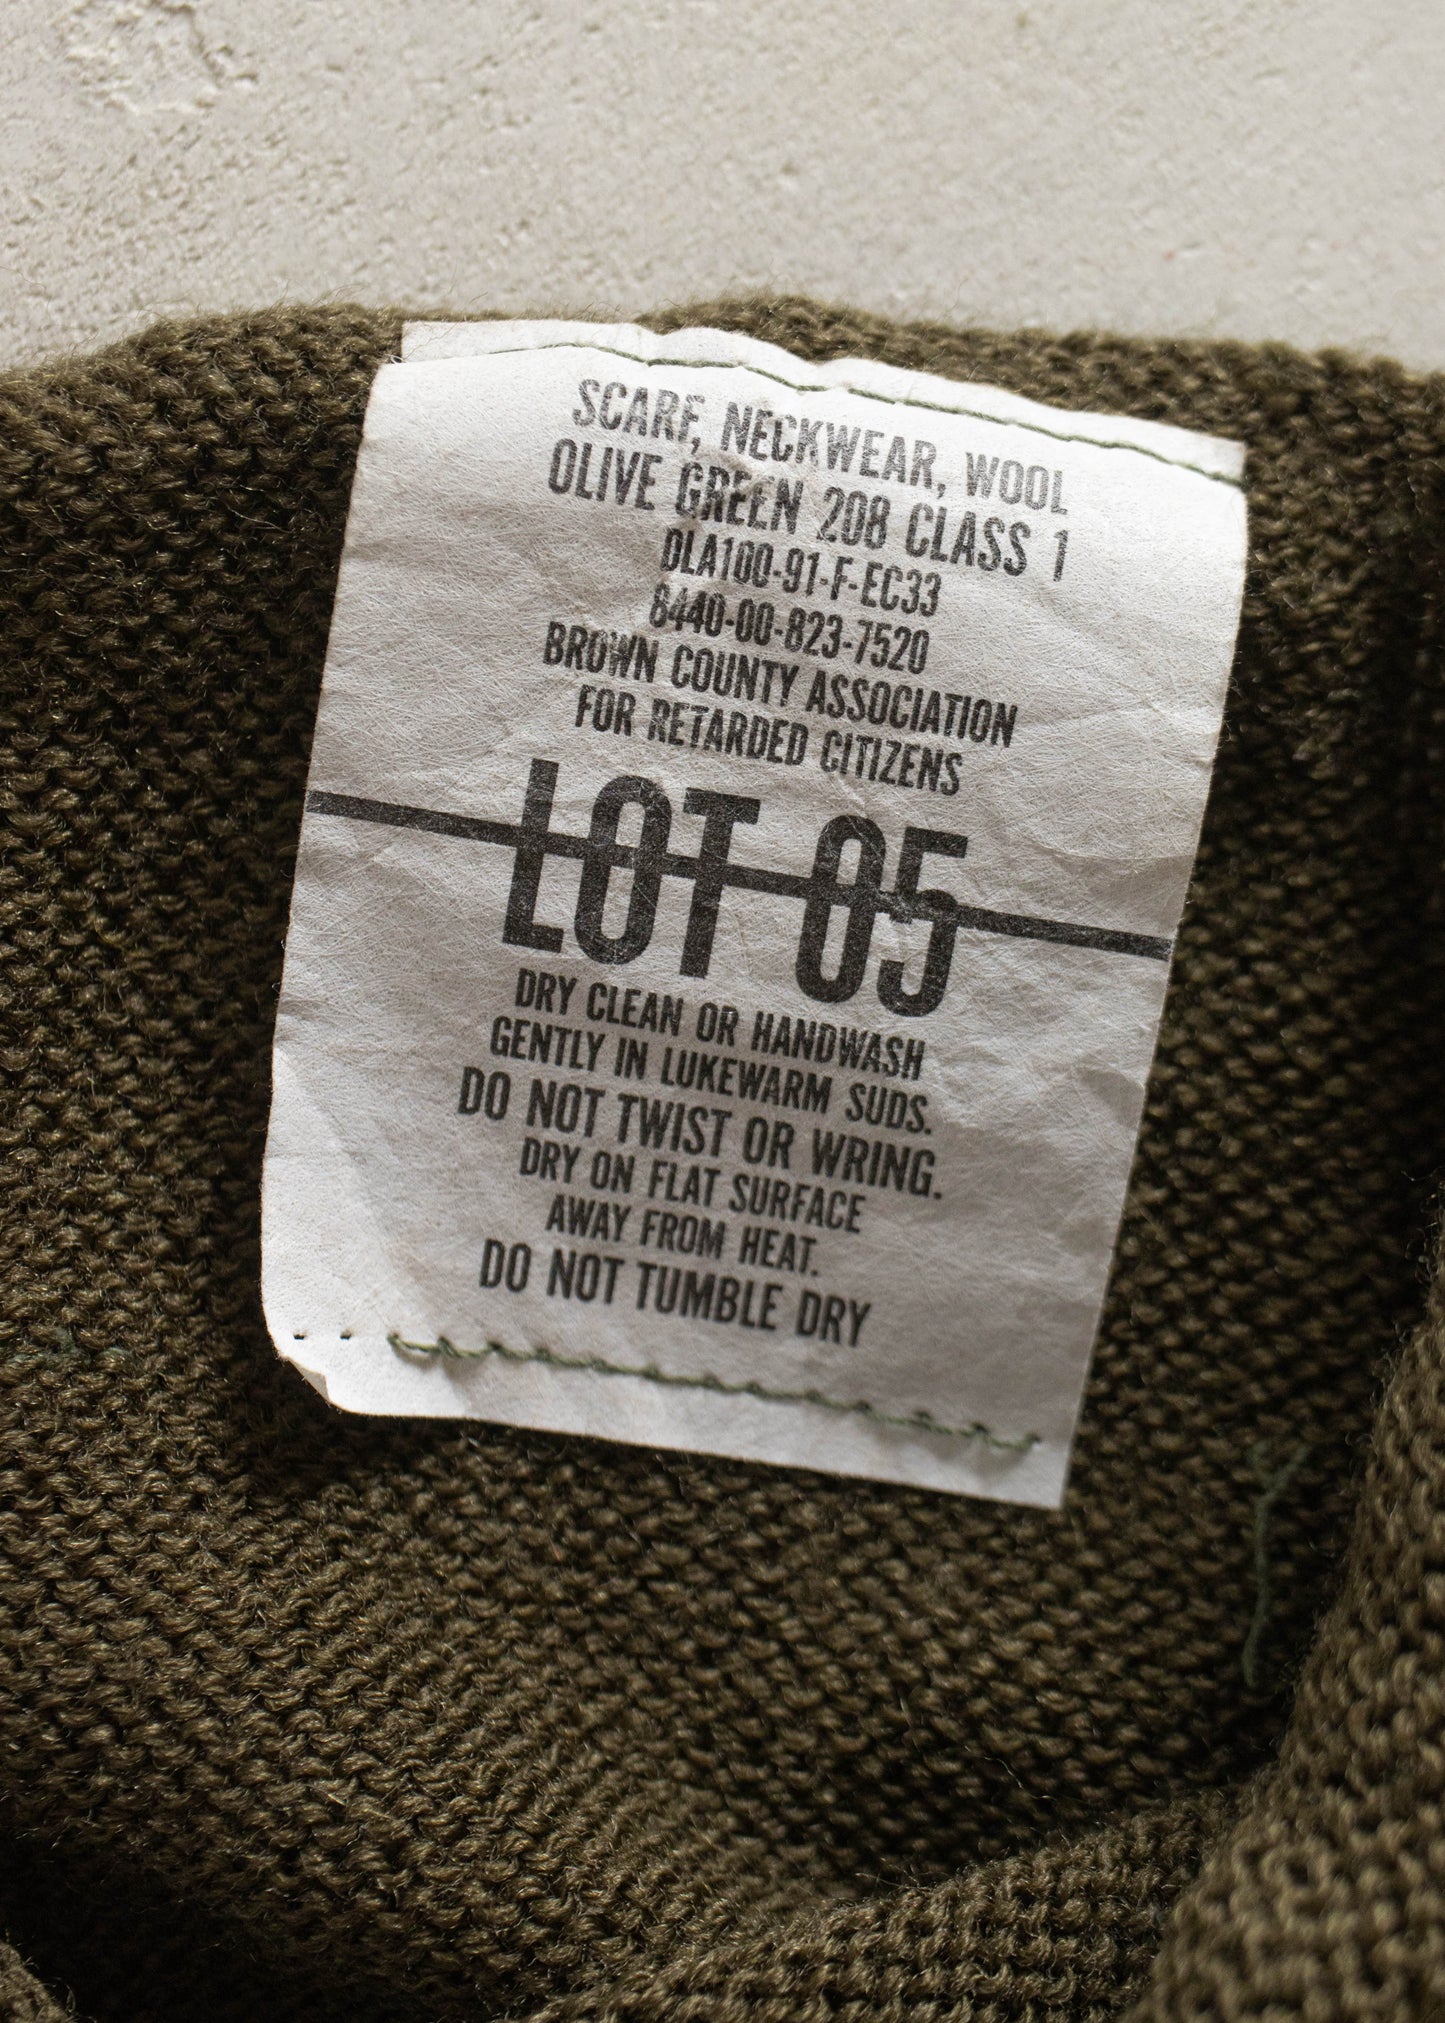 SCARF, NECKWEAR, WOOL
OLIVE GREEN 208 CLASS 1
DLA100-91-F-EC33
8440-00-823-7520
BROWN COUNTY ASSOCIATION
FOR RETARDED CITIZENS
LOT 05
DRY CLEAN OR HANDWASH
GENTLY IN LUKEWARM SUDS.
DO NOT TWIST OR WRING.
DRY ON FLAT SURFACE
AWAY FROM HEAT.
DO NOT TUMBLE DRY